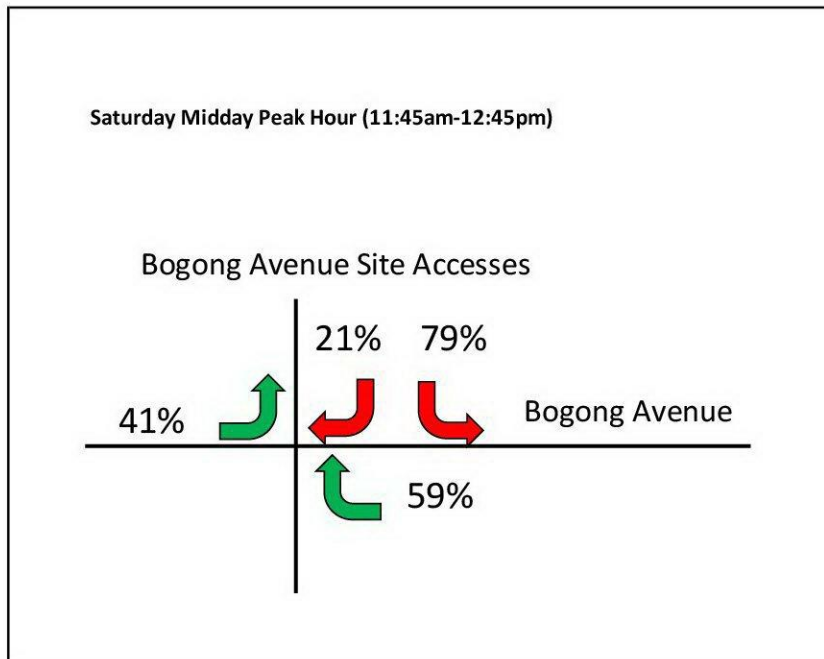 Saturday Midday Peak Hour (11:45am-12:45pm)
Bogong Avenue Site Accesses
21% 79%
41%
Bogong Avenue
59%